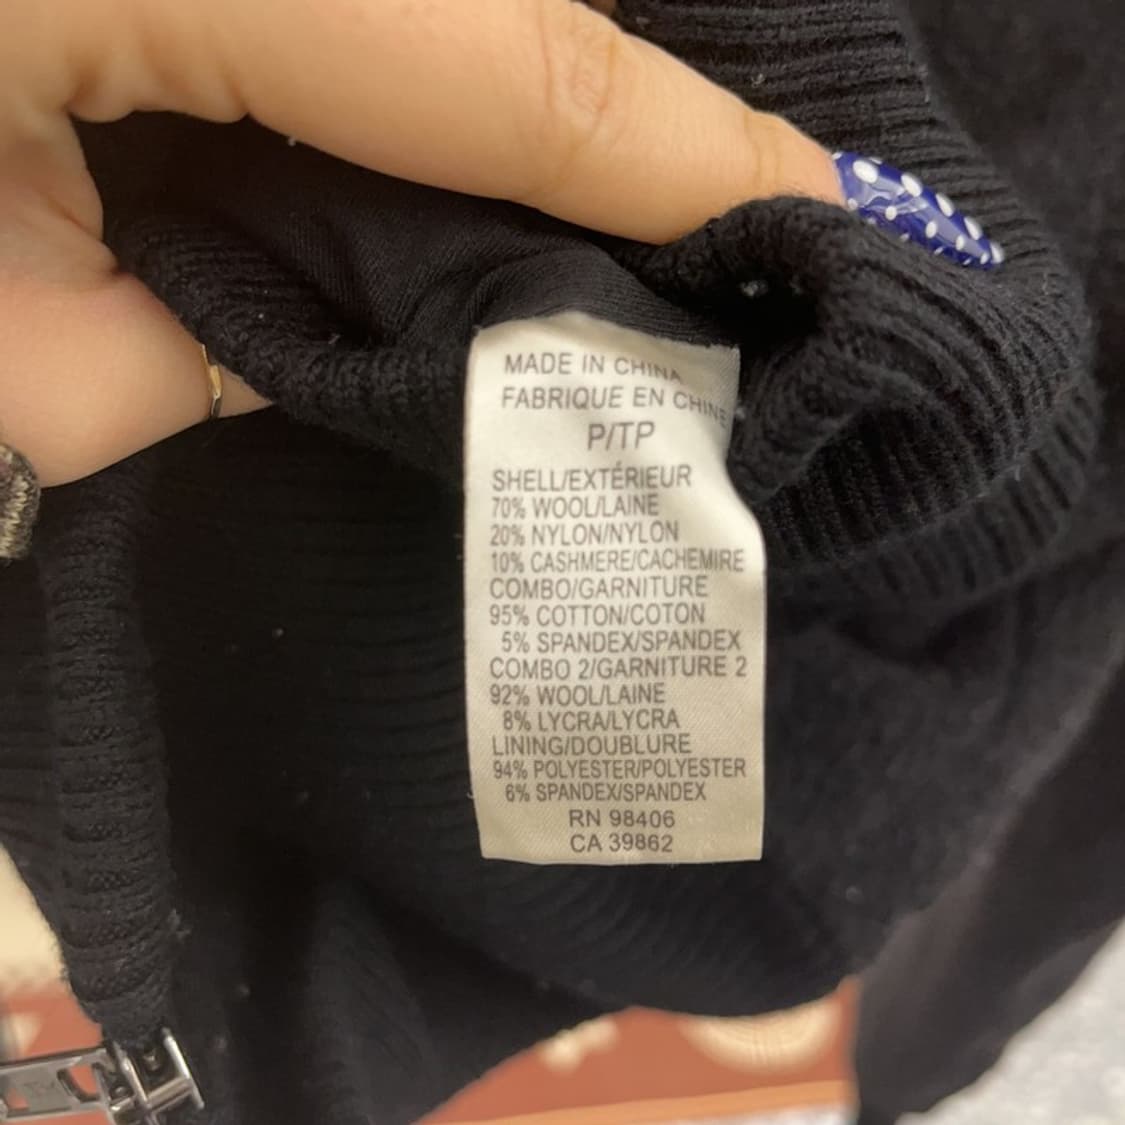 MADE IN CHINA
FABRIQUE EN CHINE
P/TP
SHELL/EXTÉRIEUR
70% WOOL/LAINE
20% NYLON/NYLON
10% CASHMERE/CACHEMIRE
COMBO/GARNITURE
95% COTTON/COTON
5% SPANDEX/SPANDEX
COMBO 2/GARNITURE 2
92% WOOL/LAINE
8% LYCRA/LYCRA
LINING/DOUBLURE
94% POLYESTER/POLYESTER
6% SPANDEX/SPANDEX
RN 98406
CA 39862